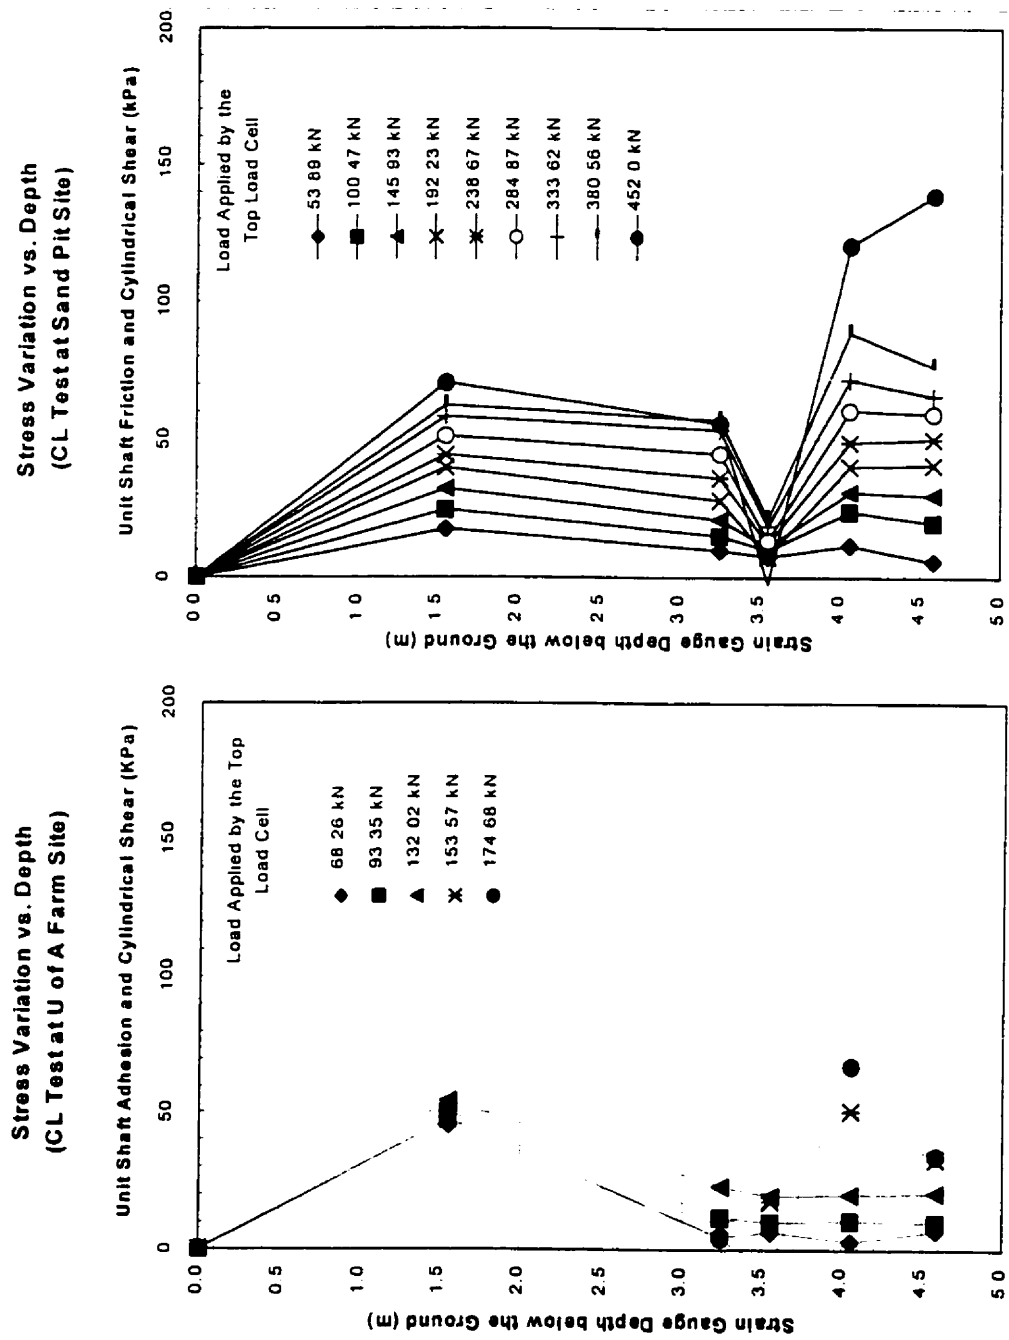 Stress Variation vs. Depth
(CL Test at U of A Farm Site)
Unit Shaft Adhesion and Cylindrical Shear (KPa)
0
50
100
150
200
Load Applied by the Top
Load Cell
68 26 kN
93 35 kN
132 02 kN
153 57 kN
174 68 kN
0.0
0 5
1 0
1.5
2.0
2.5
3.0
3.5
4.0
4.5
5 0
Strain Gauge Depth below the Ground (m)
Stress Variation vs. Depth
(CL Test at Sand Pit Site)
Unit Shaft Friction and Cylindrical Shear (kPa)
0
50
100
150
200
Load Applied by the
Top Load Cell
53 89 kN
100 47 kN
145 93 kN
192 23 kN
238 67 kN
284 87 kN
333 62 kN
380 56 kN
452 0 kN
0 0
0 5
1 0
1 5
2 0
2 5
3 0
3 5
4 0
4 5
5 0
Strain Gauge Depth below the Ground (m)